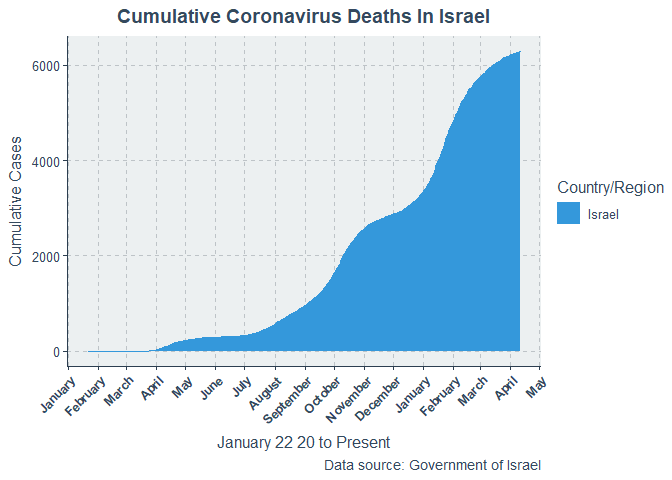 Cumulative Coronavirus Deaths In Israel
Cumulative Cases
6000
4000
2000
0
January
February
March
April
May
June
July
August
September
October
November
December
January
February
March
April
May
January 22 20 to Present
Data source: Government of Israel
Country/Region
Israel